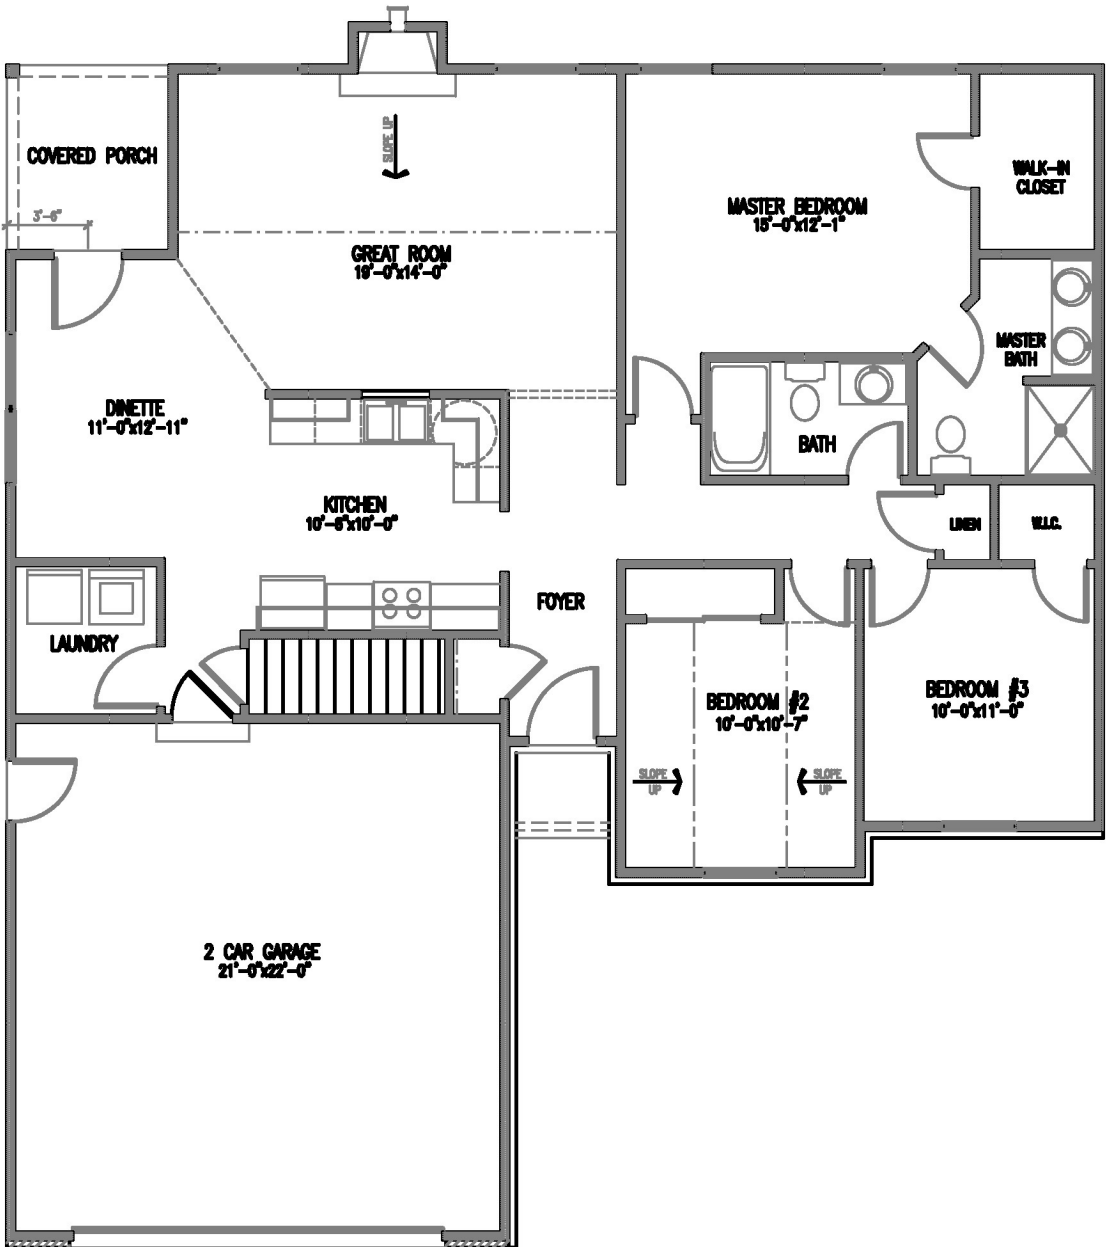 SLOPE UP
COVERED PORCH
WALK-IN
CLOSET
MASTER BEDROOM
15'-0"x12'-1"
3'-6"
GREAT ROOM
19'-0"x14'-0"
MASTER
BATH
DINETTE
11'-0"x12'-11"
BATH
KITCHEN
10'-6"x10'-0"
LINEN
W.I.C.
FOYER
LAUNDRY
BEDROOM #2
10'-0"x10'-7"
BEDROOM #3
10'-0"x11'-0"
SLOPE
UP
SLOPE
UP
2 CAR GARAGE
21'-0"x22'-0"